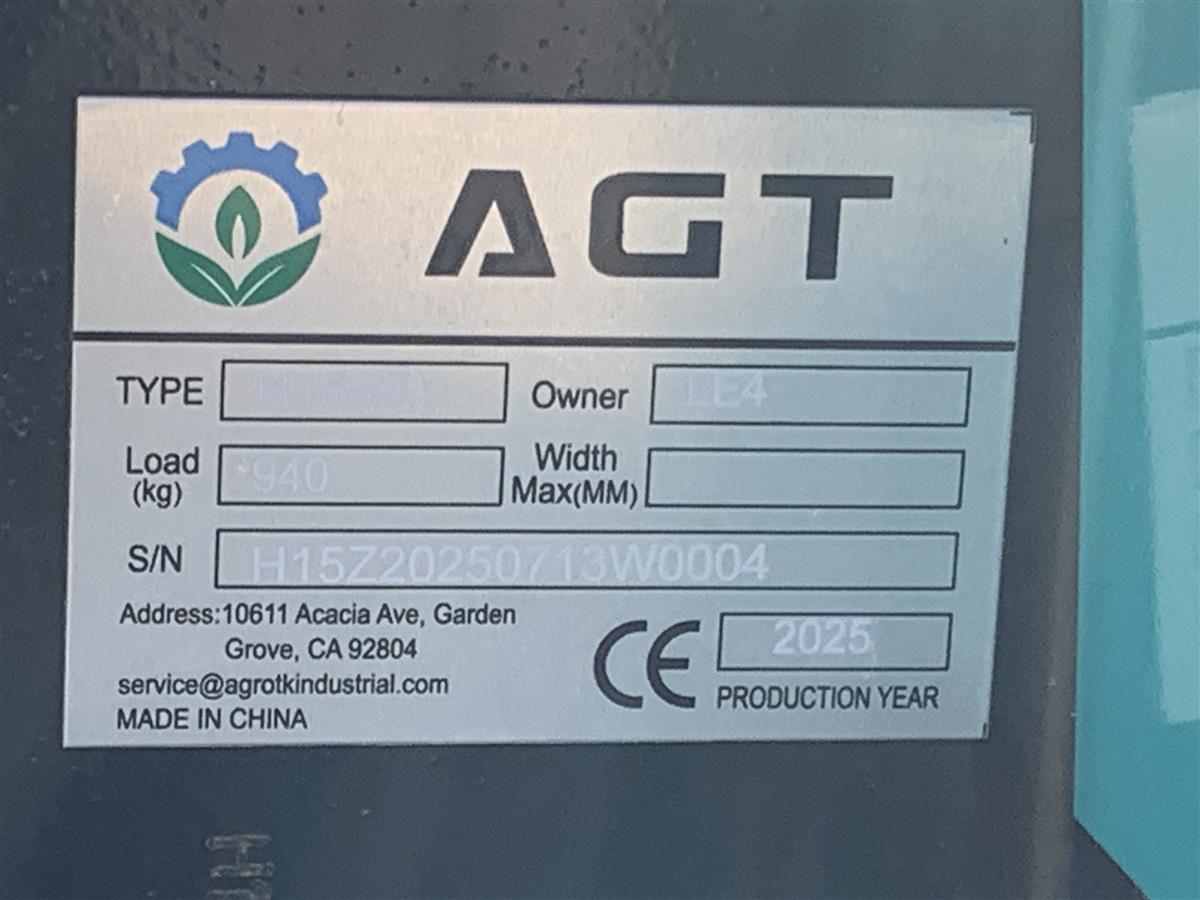 AGT
TYPE Owner LE4
Load (kg) 940 Width Max(MM)
S/N H15Z20250713W0004
Address:10611 Acacia Ave, Garden
Grove, CA 92804
service@agrotkindustrial.com
MADE IN CHINA
CE 2025
PRODUCTION YEAR